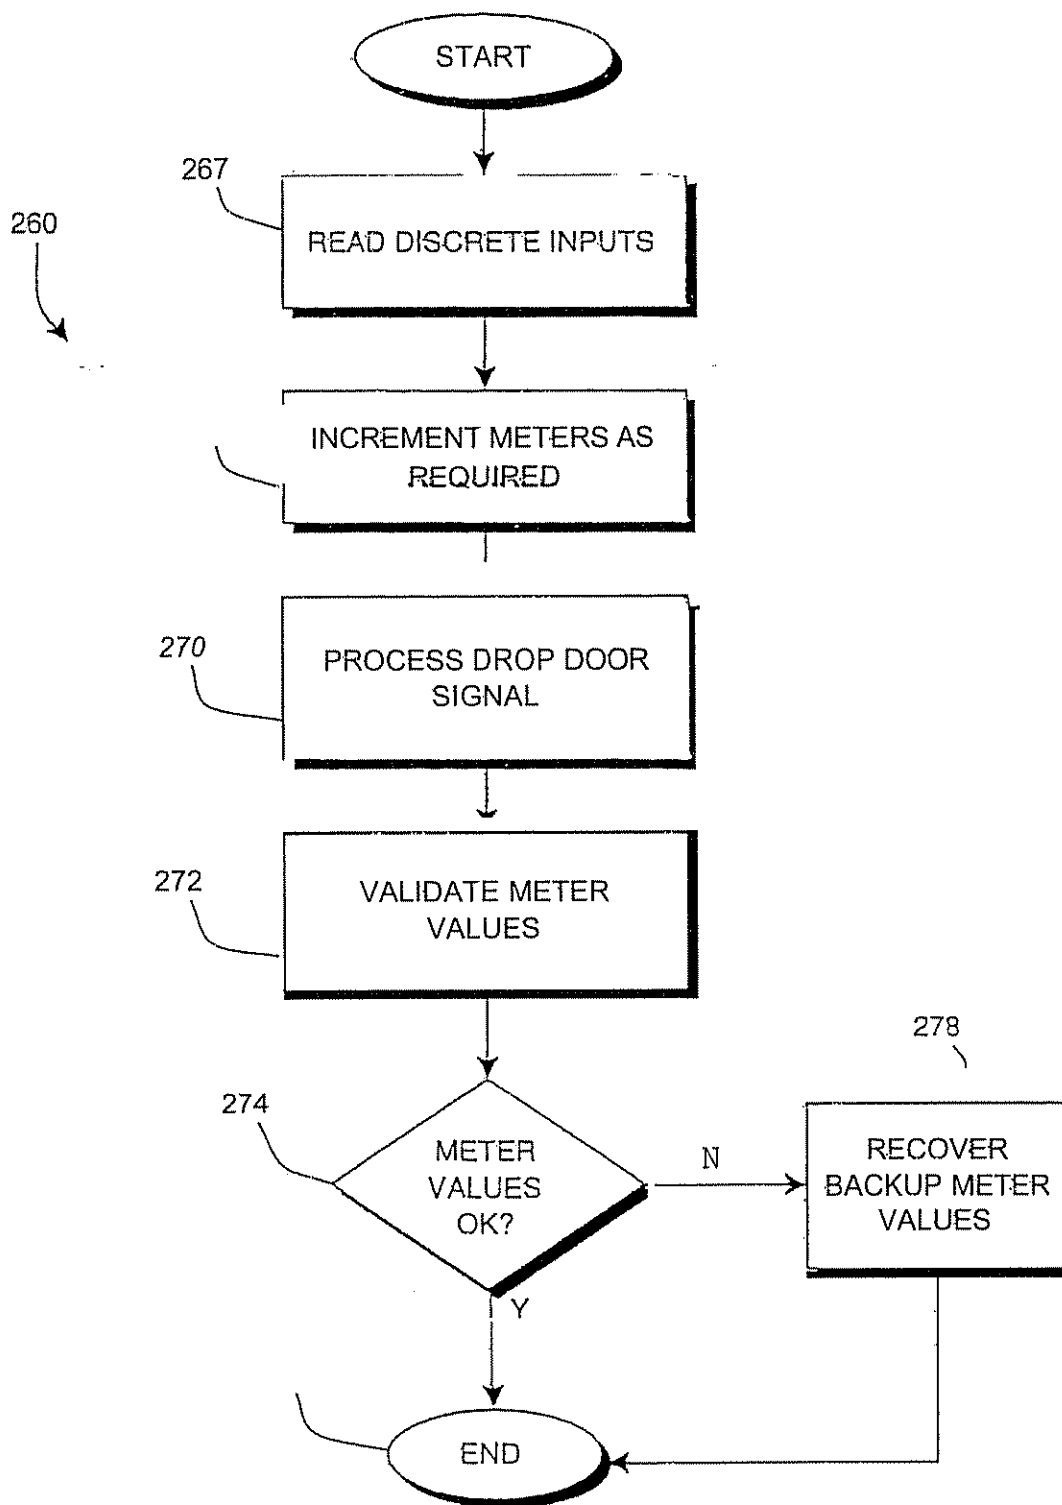 START
267
260
READ DISCRETE INPUTS
INCREMENT METERS AS
REQUIRED
270
PROCESS DROP DOOR
SIGNAL
272
VALIDATE METER
VALUES
278
274
METER
VALUES
OK?
N
RECOVER
BACKUP METER
VALUES
Y
END